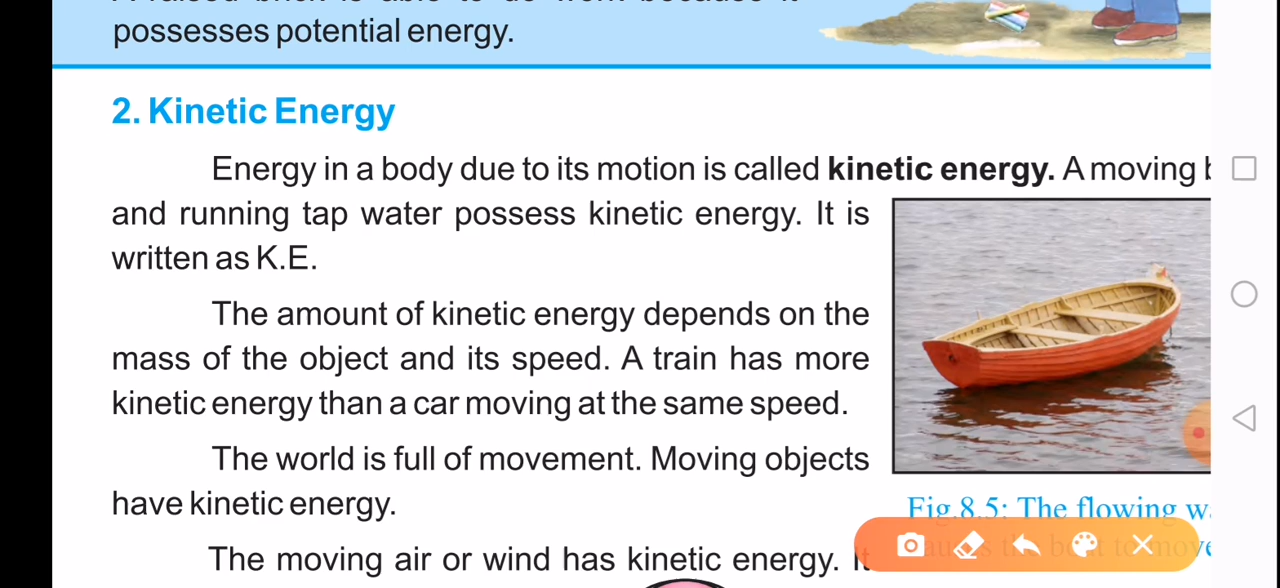 possesses potential energy.
2. Kinetic Energy
Energy in a body due to its motion is called kinetic energy. A moving
and running tap water possess kinetic energy. It is
written as K.E.
The amount of kinetic energy depends on the
mass of the object and its speed. A train has more
kinetic energy than a car moving at the same speed.
The world is full of movement. Moving objects
have kinetic energy.
Fig.8.5: The flowing
The moving air or wind has kinetic energy. It